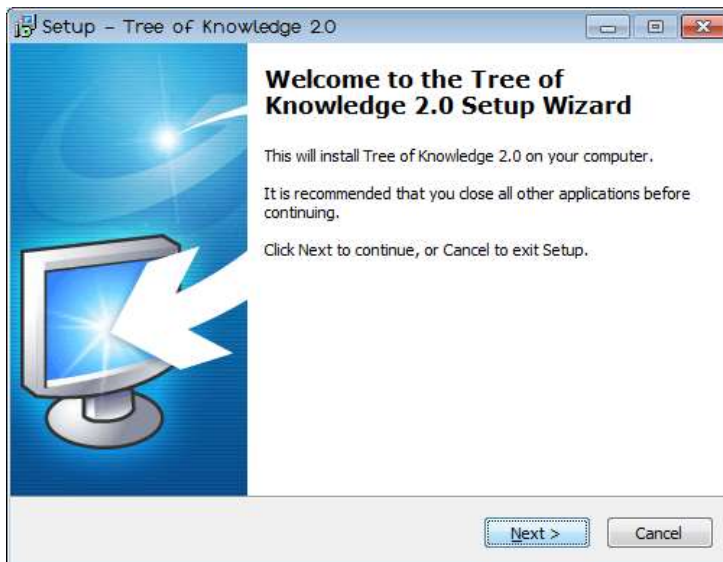 Setup - Tree of Knowledge 2.0
Welcome to the Tree of
Knowledge 2.0 Setup Wizard
This will install Tree of Knowledge 2.0 on your computer.
It is recommended that you close all other applications before
continuing.
Click Next to continue, or Cancel to exit Setup.
Next >
Cancel